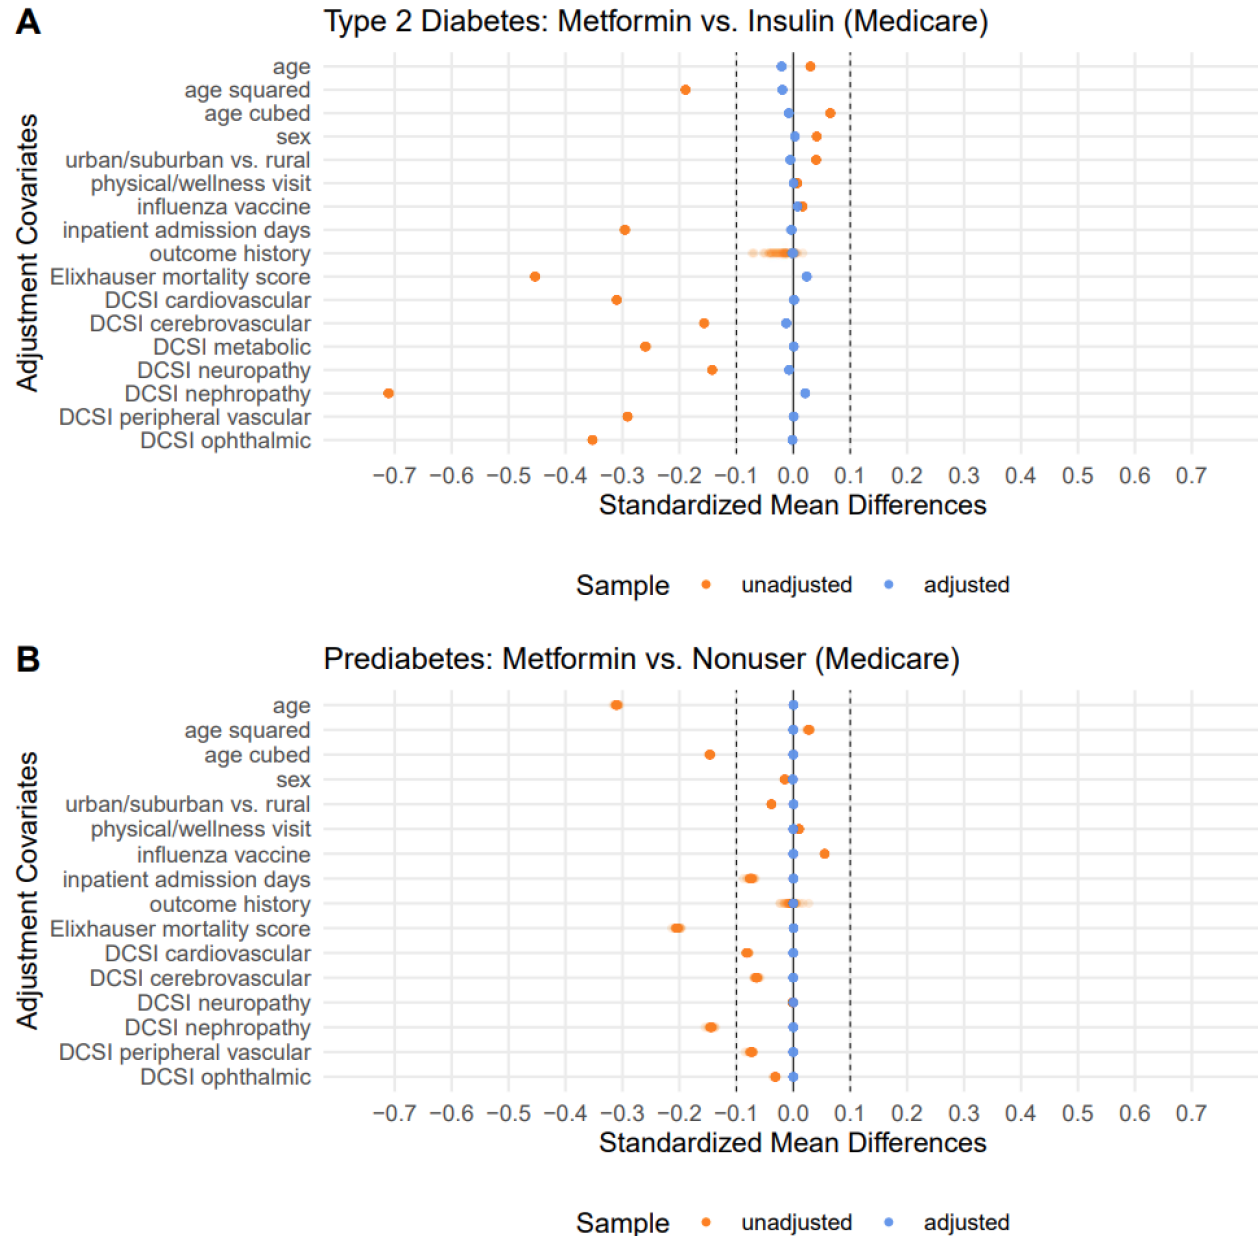 A
Type 2 Diabetes: Metformin vs. Insulin (Medicare)
Adjustment Covariates
age
age squared
age cubed
sex
urban/suburban vs. rural
physical/wellness visit
influenza vaccine
inpatient admission days
outcome history
Elixhauser mortality score
DCSI cardiovascular
DCSI cerebrovascular
DCSI metabolic
DCSI neuropathy
DCSI nephropathy
DCSI peripheral vascular
DCSI ophthalmic
−0.7 −0.6 −0.5 −0.4 −0.3 −0.2 −0.1 0.0 0.1 0.2 0.3 0.4 0.5 0.6 0.7
Standardized Mean Differences
Sample unadjusted adjusted
B
Prediabetes: Metformin vs. Nonuser (Medicare)
Adjustment Covariates
age
age squared
age cubed
sex
urban/suburban vs. rural
physical/wellness visit
influenza vaccine
inpatient admission days
outcome history
Elixhauser mortality score
DCSI cardiovascular
DCSI cerebrovascular
DCSI neuropathy
DCSI nephropathy
DCSI peripheral vascular
DCSI ophthalmic
−0.7 −0.6 −0.5 −0.4 −0.3 −0.2 −0.1 0.0 0.1 0.2 0.3 0.4 0.5 0.6 0.7
Standardized Mean Differences
Sample unadjusted adjusted